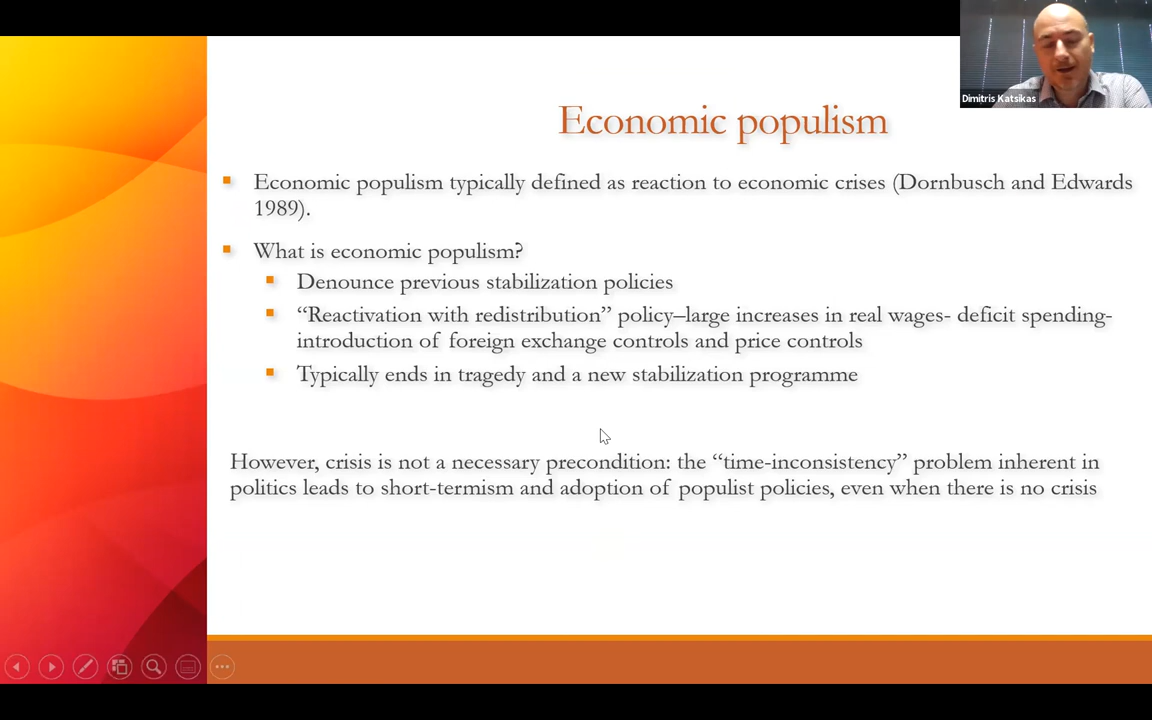 Dimitris Katsikas
Economic populism
Economic populism typically defined as reaction to economic crises (Dornbusch and Edwards
1989).
What is economic populism?
Denounce previous stabilization policies
“Reactivation with redistribution” policy–large increases in real wages- deficit spending-
introduction of foreign exchange controls and price controls
Typically ends in tragedy and a new stabilization programme
However, crisis is not a necessary precondition: the “time-inconsistency” problem inherent in
politics leads to short-termism and adoption of populist policies, even when there is no crisis